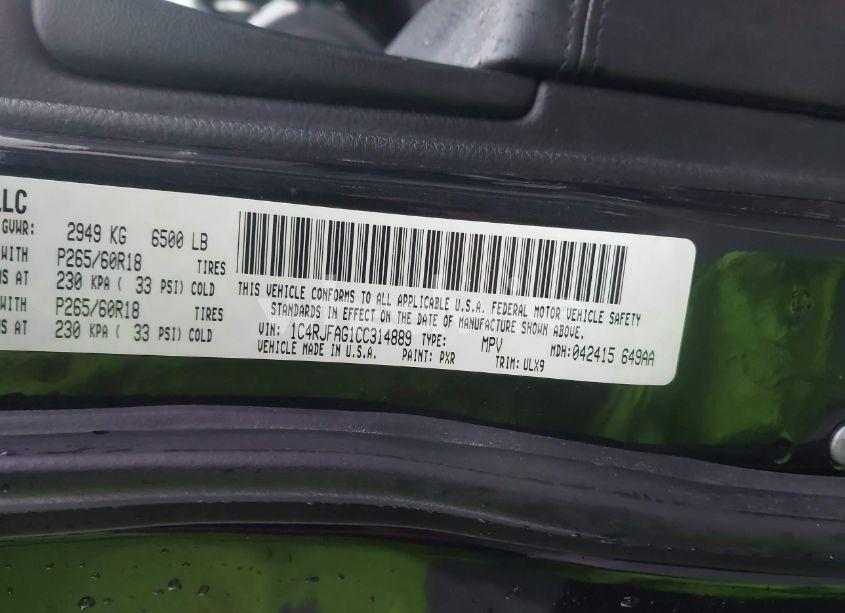 LLC
GVWR: 2949 KG 6500 LB
WITH P265/60R18 TIRES
AT 230 KPA ( 33 PSI) COLD
WITH P265/60R18 TIRES
AT 230 KPA ( 33 PSI) COLD
THIS VEHICLE CONFORMS TO ALL APPLICABLE U.S.A. FEDERAL MOTOR VEHICLE SAFETY
STANDARDS IN EFFECT ON THE DATE OF MANUFACTURE SHOWN ABOVE.
VIN: 1C4RJFAG1CC314889 TYPE: MPV MDH: 042415 649AA
VEHICLE MADE IN U.S.A. PAINT: PXR TRIM: ULX9